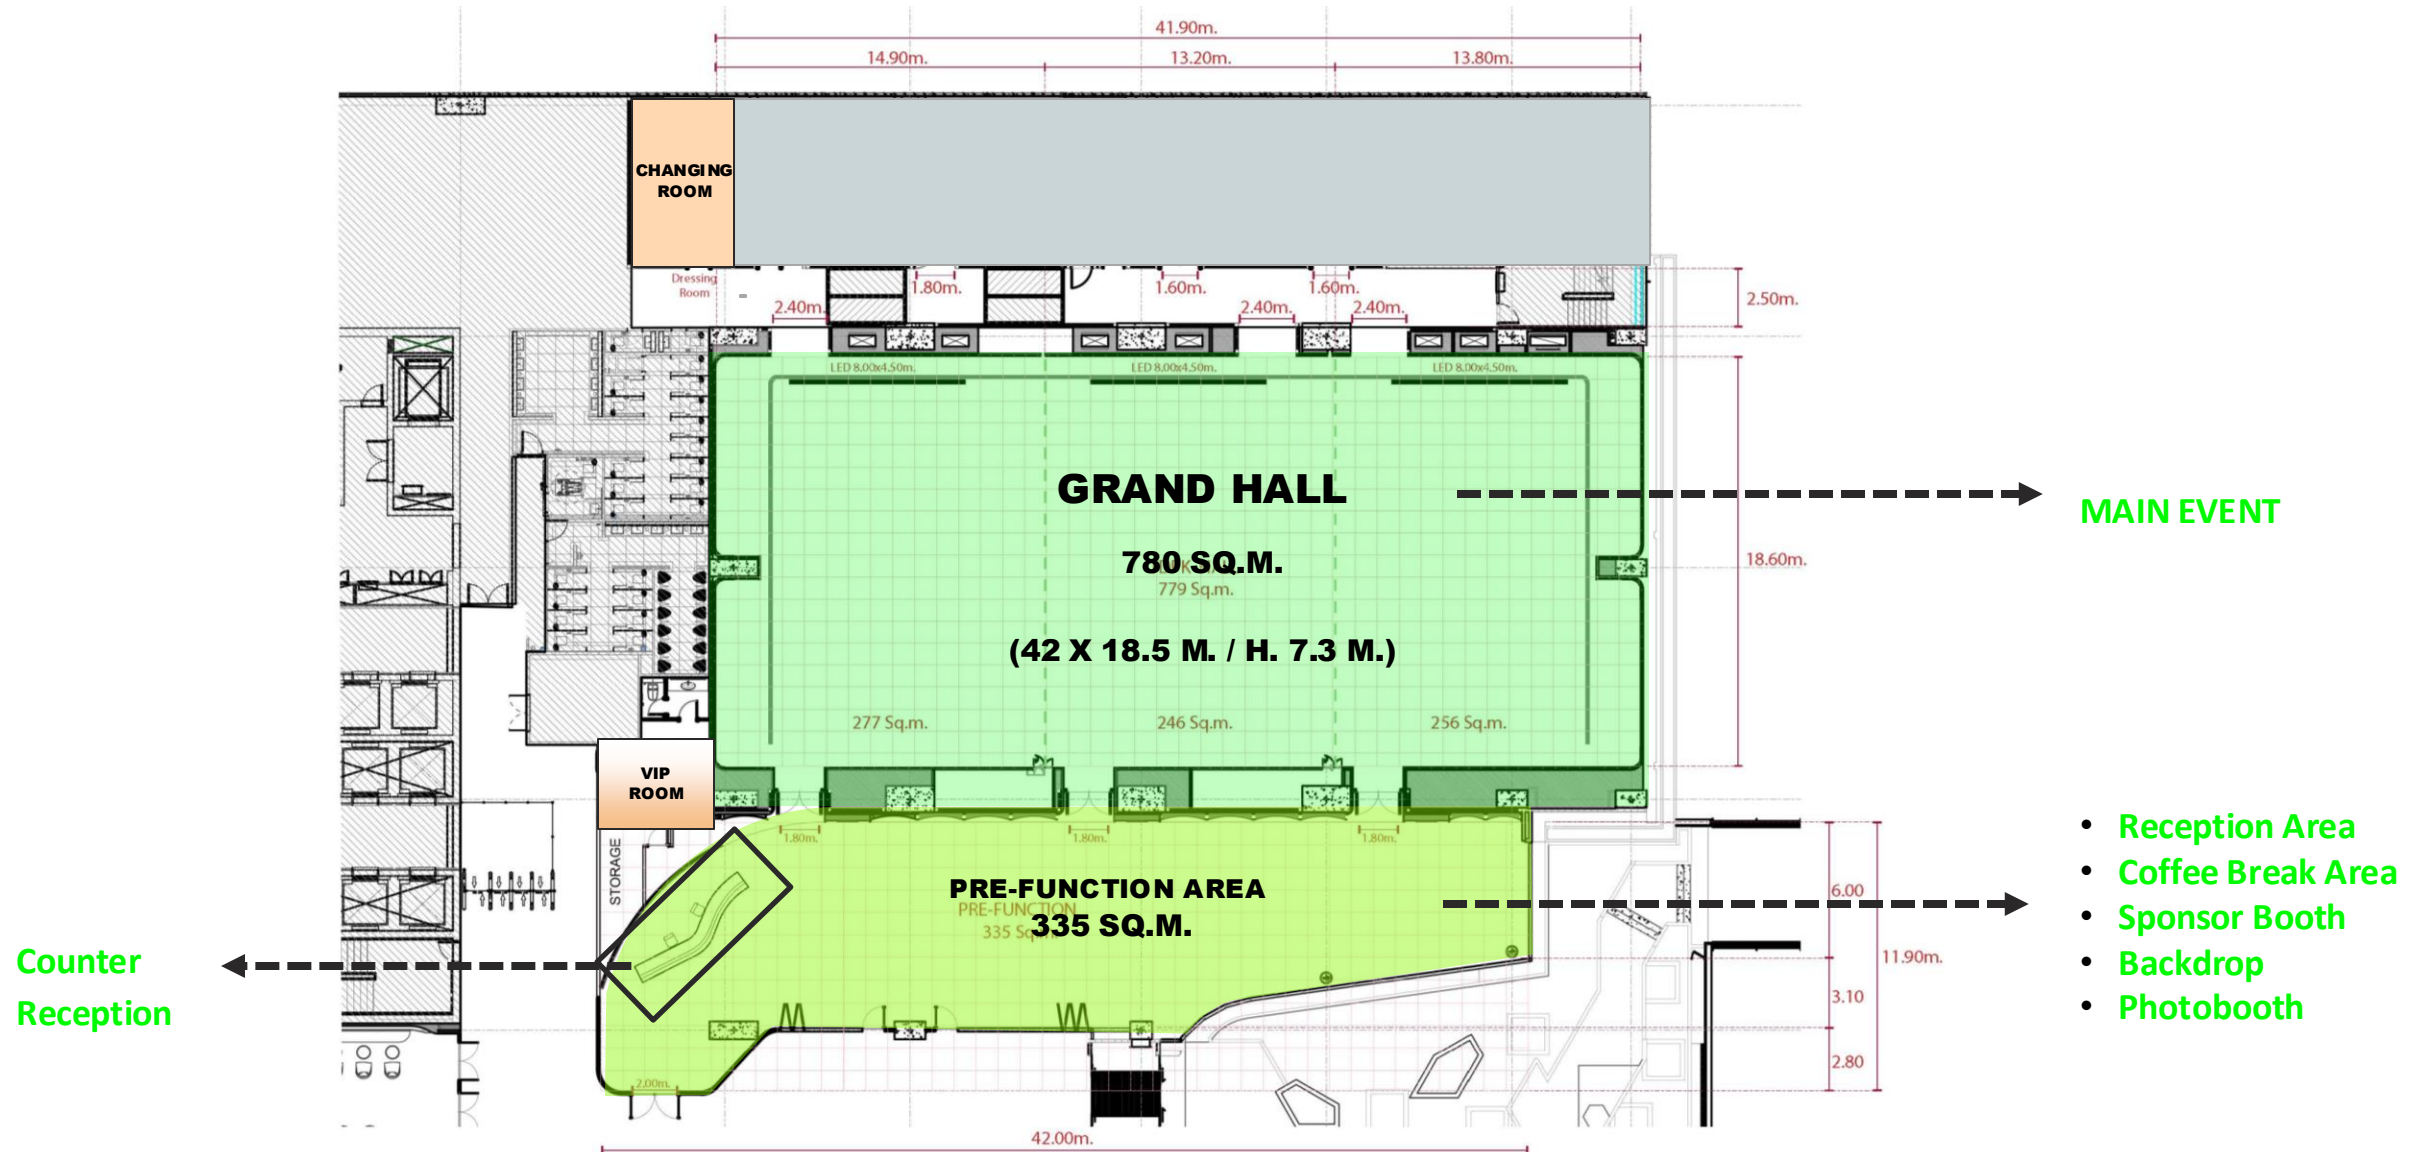 41.90m.
14.90m.
13.20m.
13.80m.
CHANGING
ROOM
Dressing
Room
2.40m.
1.80m.
1.60m.
2.40m.
1.60m.
2.40m.
2.50m.
LED 8.00x4.50m.
LED 8.00x4.50m.
LED 8.00x4.50m.
GRAND HALL
MAIN EVENT
780 SQ.M.
779 Sq.m.
18.60m.
(42 X 18.5 M. / H. 7.3 M.)
277 Sq.m.
246 Sq.m.
256 Sq.m.
VIP
ROOM
STORAGE
1.80m.
1.80m.
1.80m.
PRE-FUNCTION AREA
PRE-FUNCTION
335 SQ.M.
335 Sq.m.
• Reception Area
• Coffee Break Area
• Sponsor Booth
• Backdrop
• Photobooth
6.00
11.90m.
3.10
2.80
Counter
Reception
2.00m.
42.00m.